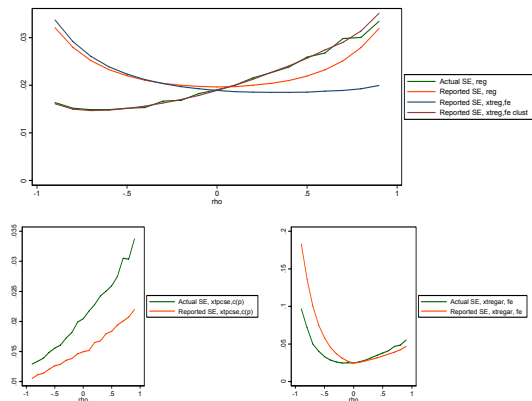 .03
.02
.01
0
-1
-.5
0
.5
1
rho
Actual SE, reg
Reported SE, reg
Reported SE, xtreg,fe
Reported SE, xtreg,fe clust
.035
.03
.025
.02
.015
.01
-1
-.5
0
.5
1
rho
Actual SE, xtpcse,c(p)
Reported SE, xtpcse,c(p)
.2
.15
.1
.05
0
-1
-.5
0
.5
1
rho
Actual SE, xtregar, fe
Reported SE, xtregar, fe